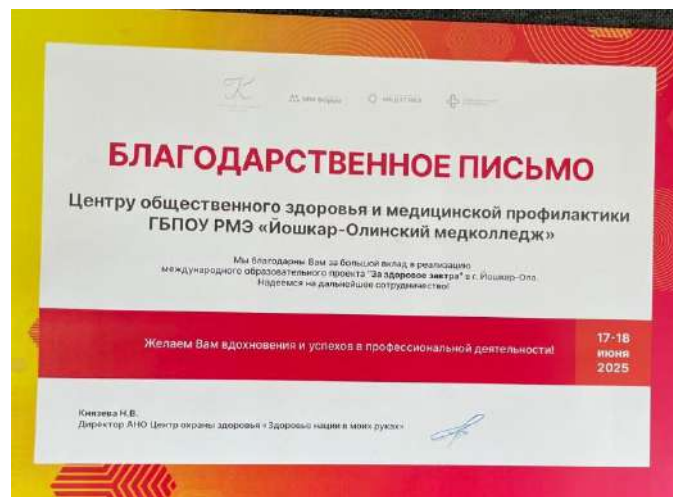 БЛАГОДАРСТВЕННОЕ ПИСЬМО
Центру общественного здоровья и медицинской профилактики
ГБПОУ РМЭ «Йошкар-Олинский медколледж»
Мы благодарны Вам за большой вклад в реализацию
международного образовательного проекта "За здоровое завтра" в г. Йошкар-Ола.
Надеемся на дальнейшее сотрудничество!
Желаем Вам вдохновения и успехов в профессиональной деятельности!
17-18
июня
2025
Князева Н.В.
Директор АНО Центр охраны здоровья «Здоровье нации в моих руках»